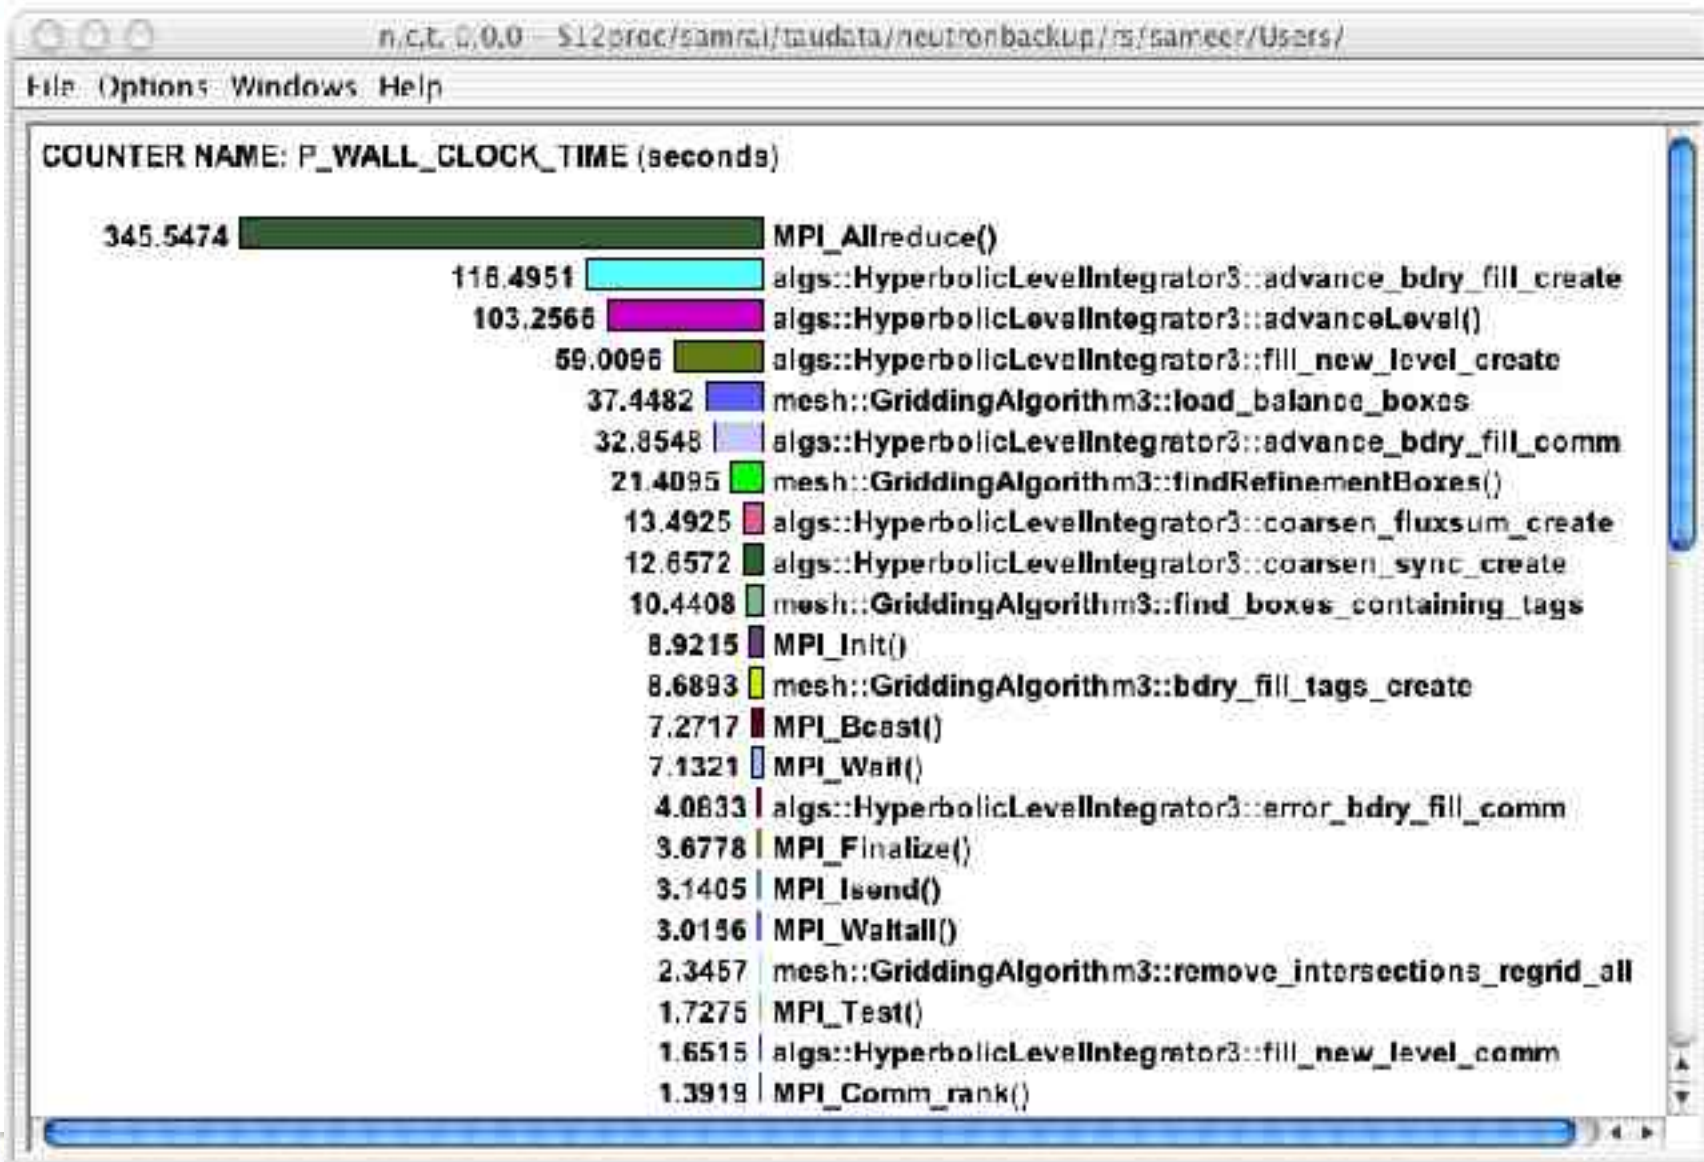 n.c.t. 0.0.0 - 512proc/samrai/taudata/neutronbackup/rs/sameer/Users/
File Options Windows Help
COUNTER NAME: P_WALL_CLOCK_TIME (seconds)
345.5474 MPI_Allreduce()
116.4951 algs::HyperbolicLevelIntegrator3::advance_bdry_fill_create
103.2566 algs::HyperbolicLevelIntegrator3::advanceLevel()
59.0096 algs::HyperbolicLevelIntegrator3::fill_new_level_create
37.4482 mesh::GriddingAlgorithm3::load_balance_boxes
32.8548 algs::HyperbolicLevelIntegrator3::advance_bdry_fill_comm
21.4095 mesh::GriddingAlgorithm3::findRefinementBoxes()
13.4925 algs::HyperbolicLevelIntegrator3::coarsen_fluxsum_create
12.6572 algs::HyperbolicLevelIntegrator3::coarsen_sync_create
10.4408 mesh::GriddingAlgorithm3::find_boxes_containing_tags
8.9215 MPI_Init()
8.6893 mesh::GriddingAlgorithm3::bdry_fill_tags_create
7.2717 MPI_Bcast()
7.1321 MPI_Wait()
4.0833 algs::HyperbolicLevelIntegrator3::error_bdry_fill_comm
3.6778 MPI_Finalize()
3.1405 MPI_Isend()
3.0156 MPI_Waitall()
2.3457 mesh::GriddingAlgorithm3::remove_intersections_regrid_all
1.7275 MPI_Test()
1.6515 algs::HyperbolicLevelIntegrator3::fill_new_level_comm
1.3919 MPI_Comm_rank()